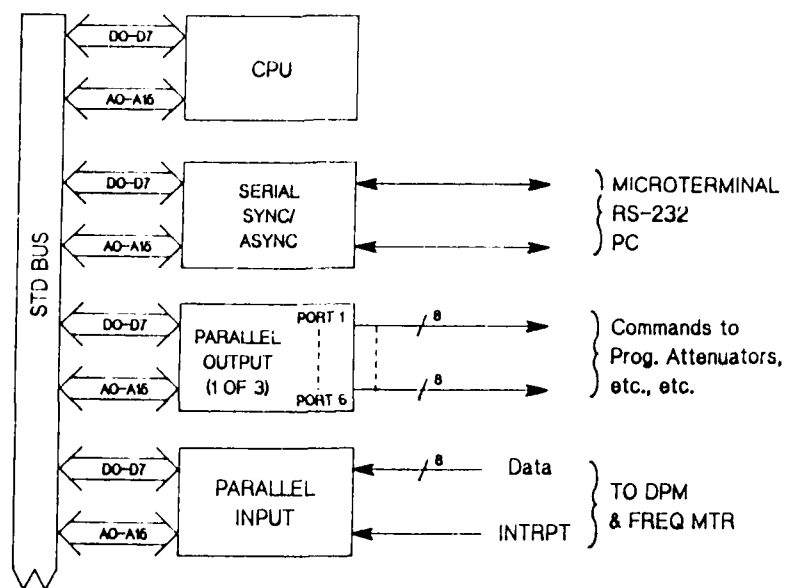 STD BUS
D0-D7
A0-A15
CPU
D0-D7
A0-A15
SERIAL
SYNC/
ASYNC
MICROTERMINAL
RS-232
PC
D0-D7
A0-A15
PARALLEL
OUTPUT
(1 OF 3)
PORT 1
PORT 6
8
8
Commands to
Prog. Attenuators,
etc., etc.
D0-D7
A0-A15
PARALLEL
INPUT
8
Data
INTRPT
TO DPM
& FREQ MTR